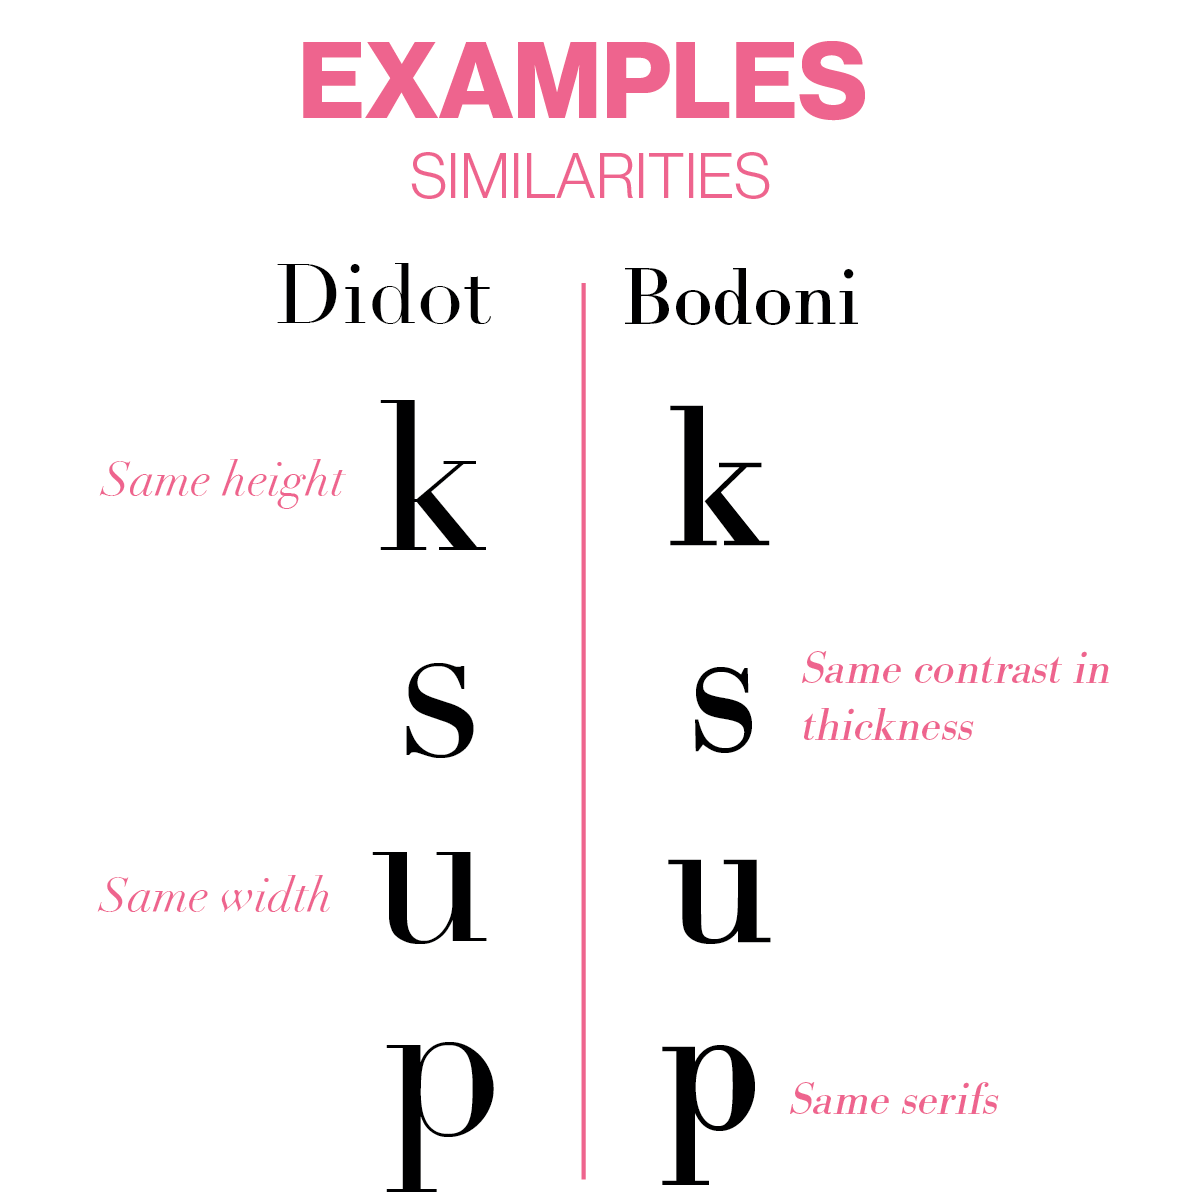 EXAMPLES
SIMILARITIES
Didot Bodoni
Same height k k
s s Same contrast in
thickness
Same width u u
p p Same serifs